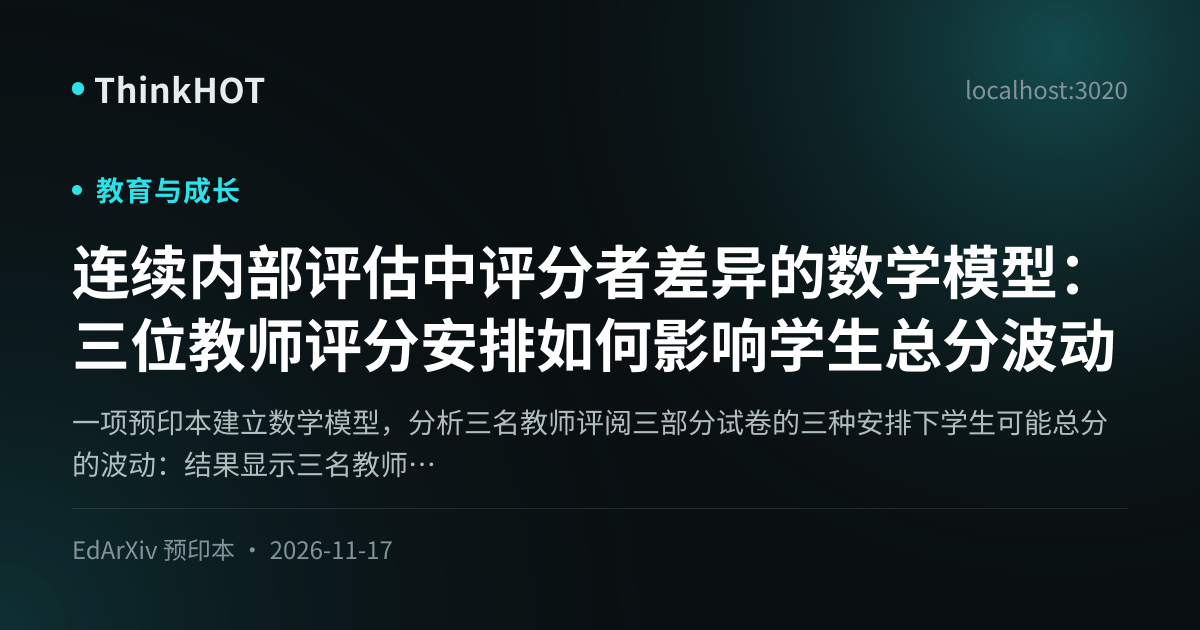 ThinkHOT
localhost:3020
教育与成长
连续内部评估中评分者差异的数学模型：
三位教师评分安排如何影响学生总分波动
一项预印本建立数学模型，分析三名教师评阅三部分试卷的三种安排下学生可能总分
的波动：结果显示三名教师…
EdArXiv 预印本 · 2026-11-17